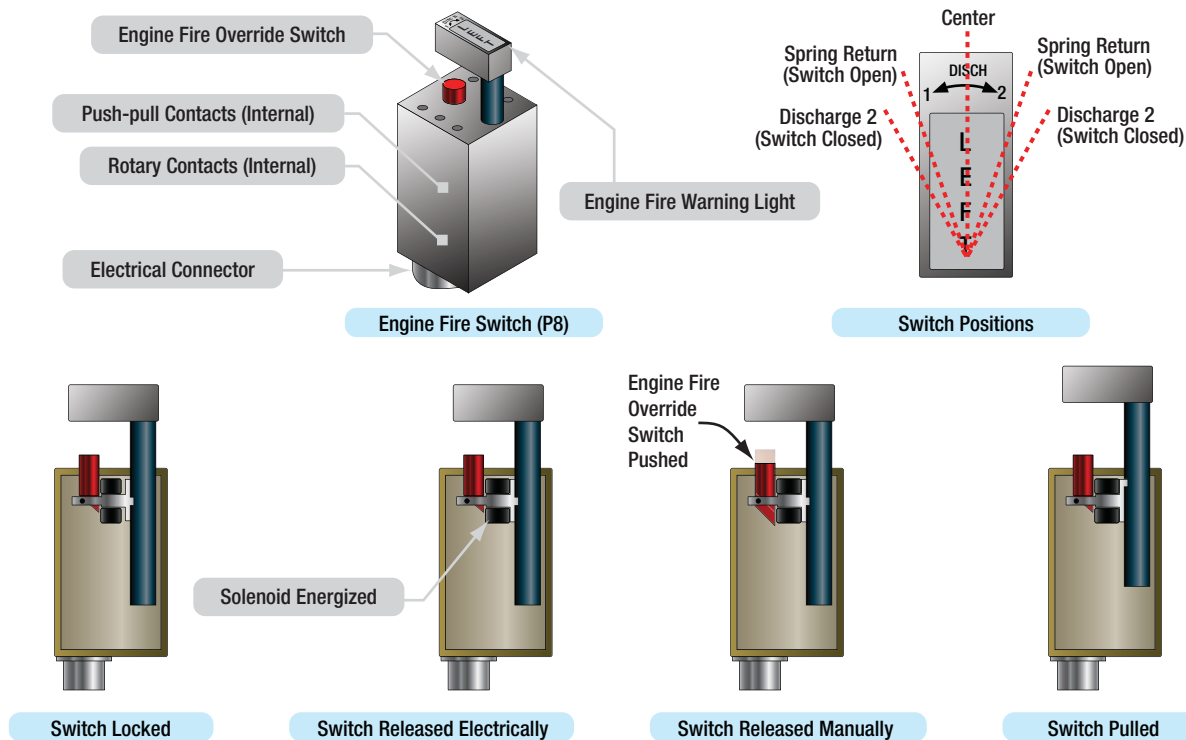 Engine Fire Override Switch
Push-pull Contacts (Internal)
Rotary Contacts (Internal)
Electrical Connector
LEFT
Engine Fire Warning Light
Engine Fire Switch (P8)
Center
Spring Return
(Switch Open)
Spring Return
(Switch Open)
DISCH
1
2
Discharge 2
(Switch Closed)
Discharge 2
(Switch Closed)
L
E
F
T
Switch Positions
Engine Fire
Override
Switch
Pushed
Solenoid Energized
Switch Locked
Switch Released Electrically
Switch Released Manually
Switch Pulled